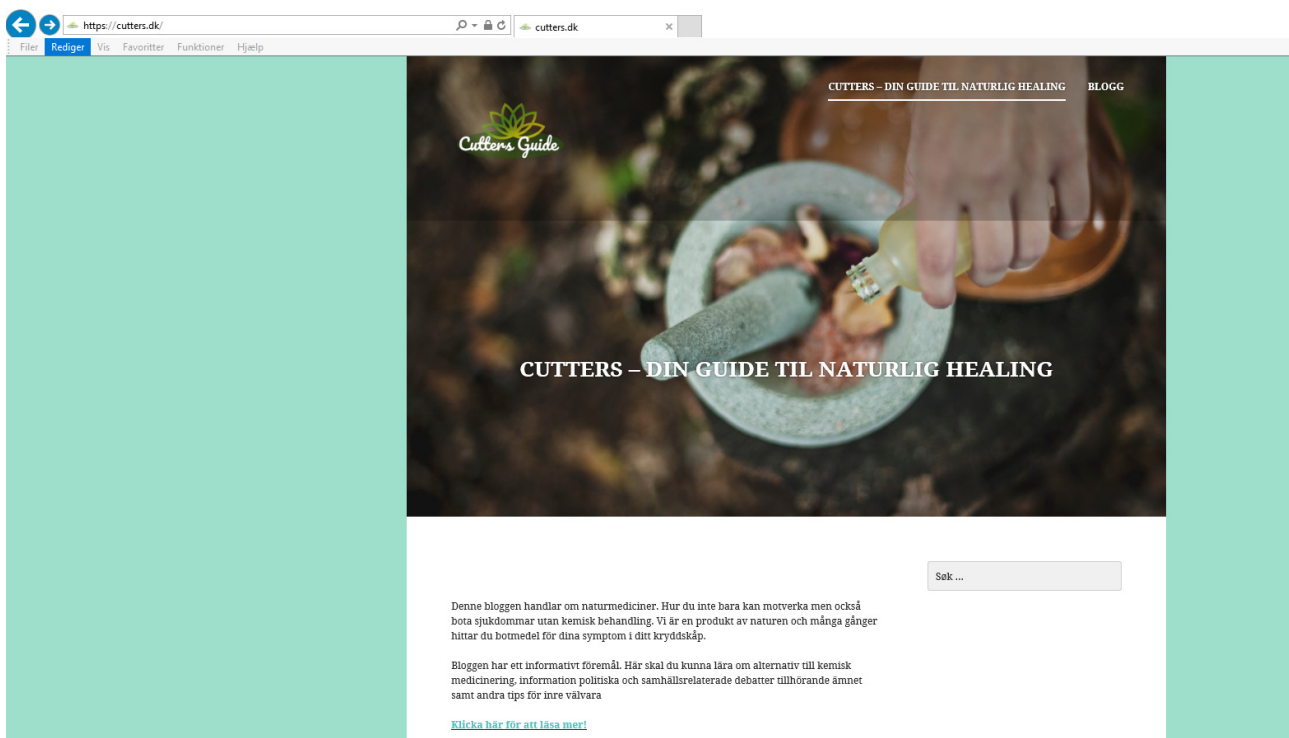 https://cutters.dk/
cutters.dk
Filer Rediger Vis Favoritter Funktioner Hjælp
CUTTERS – DIN GUIDE TIL NATURLIG HEALING BLOGG
Cutters Guide
CUTTERS – DIN GUIDE TIL NATURLIG HEALING
Søk ...
Denne bloggen handlar om naturmediciner. Hur du inte bara kan motverka men också
bota sjukdommar utan kemisk behandling. Vi är en produkt av naturen och många gånger
hittar du botmedel för dina symptom i ditt kryddskåp.
Bloggen har ett informativt föremål. Här skal du kunna lära om alternativ till kemisk
medicinering, information politiska och samhällsrelaterade debatter tillhörande ämnet
samt andra tips för inre välvara
Klicka här för att läsa mer!